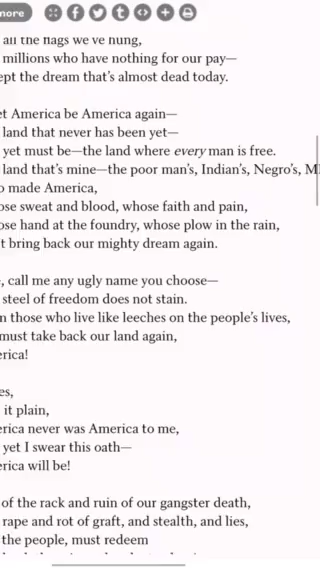 more
all the flags we've hung,
millions who have nothing for our pay—
ept the dream that's almost dead today.
et America be America again—
land that never has been yet—
yet must be—the land where every man is free.
land that's mine—the poor man's, Indian's, Negro's, M
o made America,
ose sweat and blood, whose faith and pain,
ose hand at the foundry, whose plow in the rain,
t bring back our mighty dream again.
, call me any ugly name you choose—
steel of freedom does not stain.
n those who live like leeches on the people's lives,
must take back our land again,
erica!
es,
it plain,
erica never was America to me,
yet I swear this oath—
erica will be!
of the rack and ruin of our gangster death,
rape and rot of graft, and stealth, and lies,
the people, must redeem